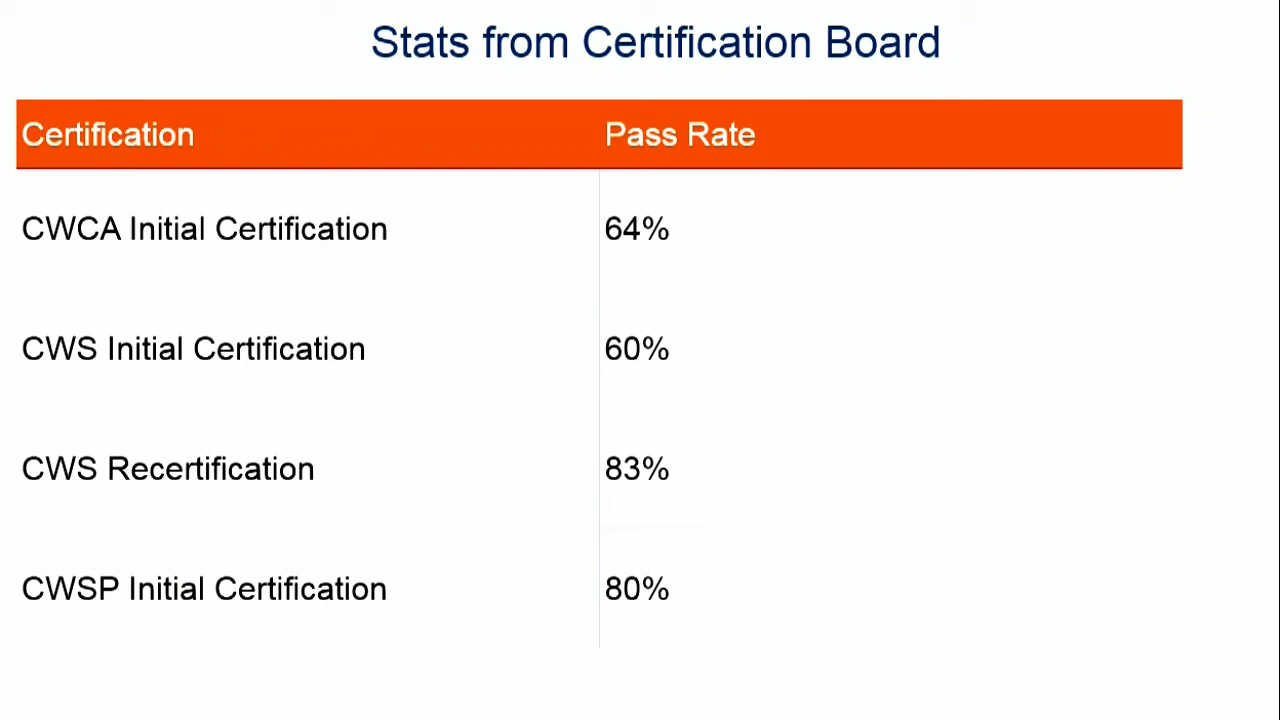 Stats from Certification Board
Certification Pass Rate
CWCA Initial Certification 64%
CWS Initial Certification 60%
CWS Recertification 83%
CWSP Initial Certification 80%